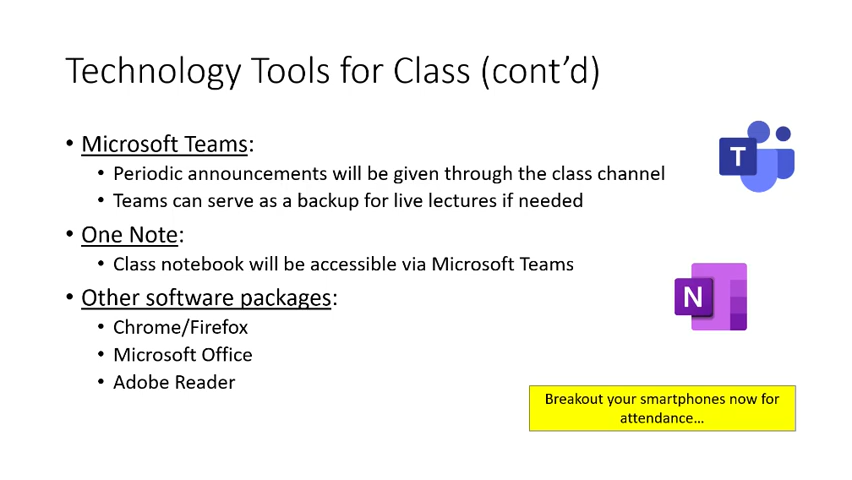 Technology Tools for Class (cont’d)
• Microsoft Teams:
• Periodic announcements will be given through the class channel
• Teams can serve as a backup for live lectures if needed
• One Note:
• Class notebook will be accessible via Microsoft Teams
• Other software packages:
• Chrome/Firefox
• Microsoft Office
• Adobe Reader
T
N
Breakout your smartphones now for
attendance…